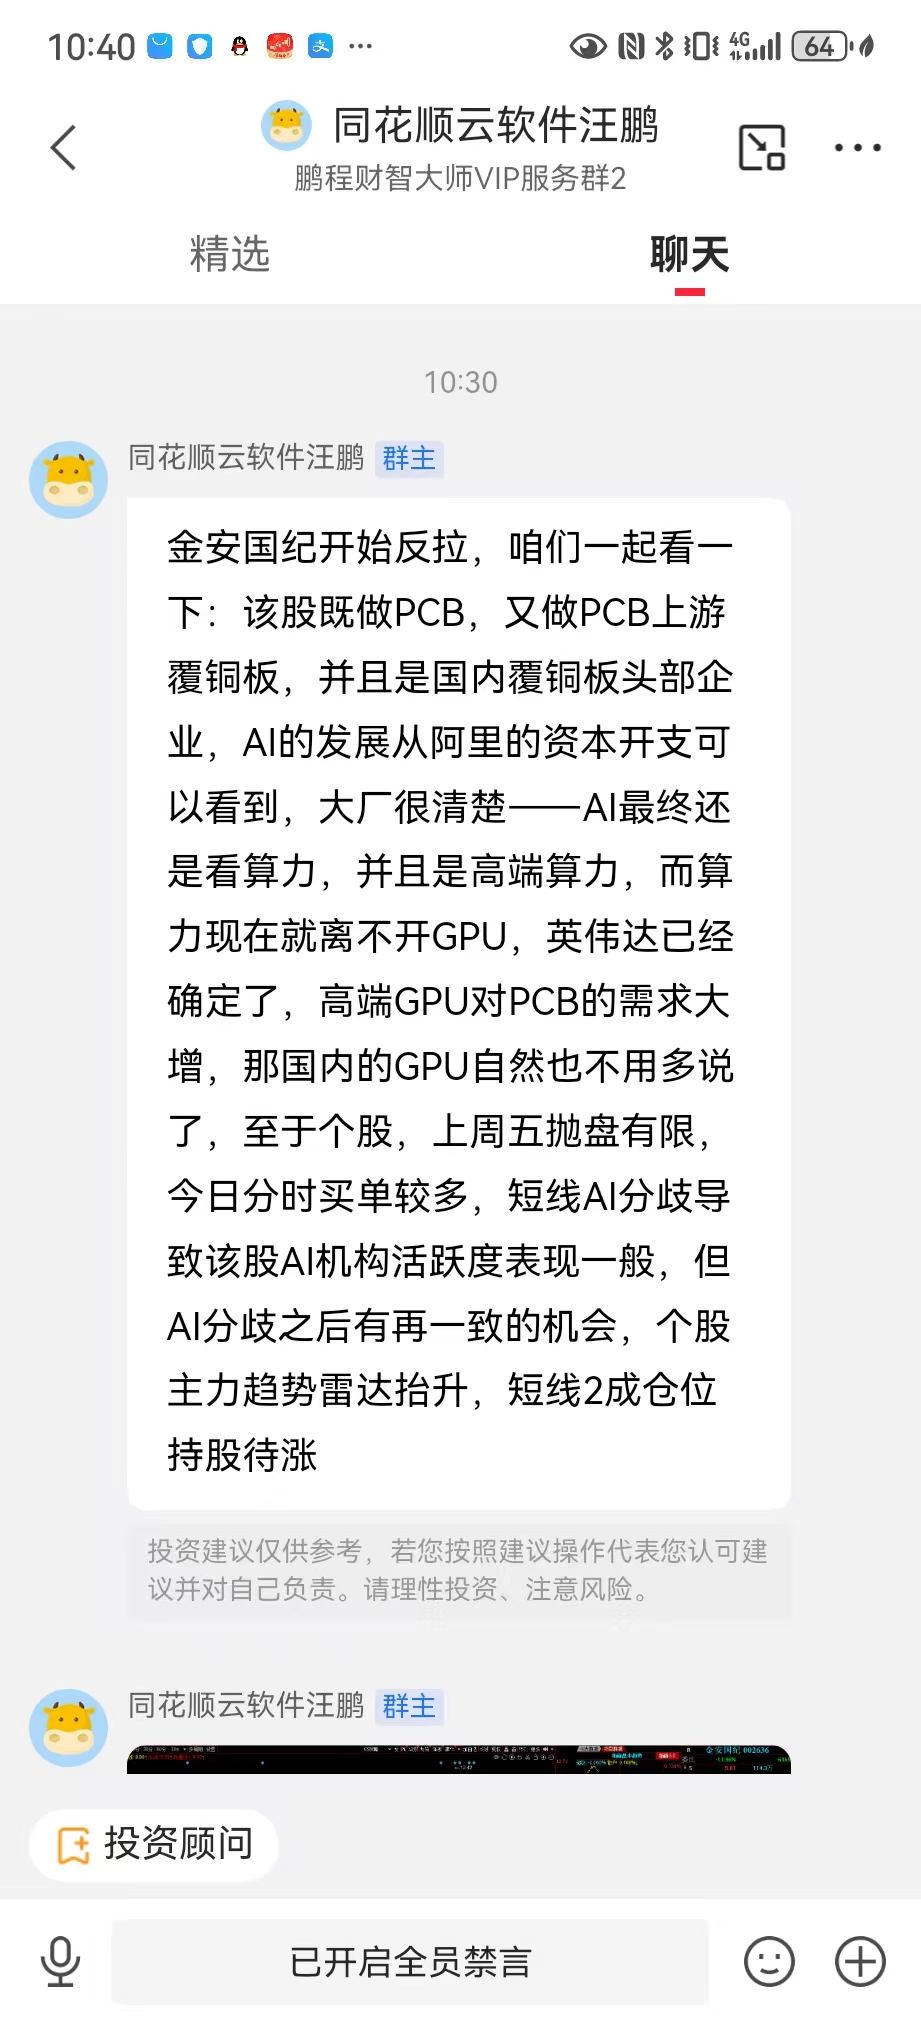 10:40
4G
64
同花顺云软件汪鹏
鹏程财智大师VIP服务群2
精选
聊天
10:30
同花顺云软件汪鹏 群主
金安国纪开始反拉，咱们一起看一
下：该股既做PCB，又做PCB上游
覆铜板，并且是国内覆铜板头部企
业，AI的发展从阿里的资本开支可
以看到，大厂很清楚——AI最终还
是看算力，并且是高端算力，而算
力现在就离不开GPU，英伟达已经
确定了，高端GPU对PCB的需求大
增，那国内的GPU自然也不用多说
了，至于个股，上周五抛盘有限，
今日分时买单较多，短线AI分歧导
致该股AI机构活跃度表现一般，但
AI分歧之后有再一致的机会，个股
主力趋势雷达抬升，短线2成仓位
持股待涨
投资建议仅供参考，若您按照建议操作代表您认可建
议并对自己负责。请理性投资、注意风险。
同花顺云软件汪鹏 群主
金安国纪 002636
投资顾问
已开启全员禁言